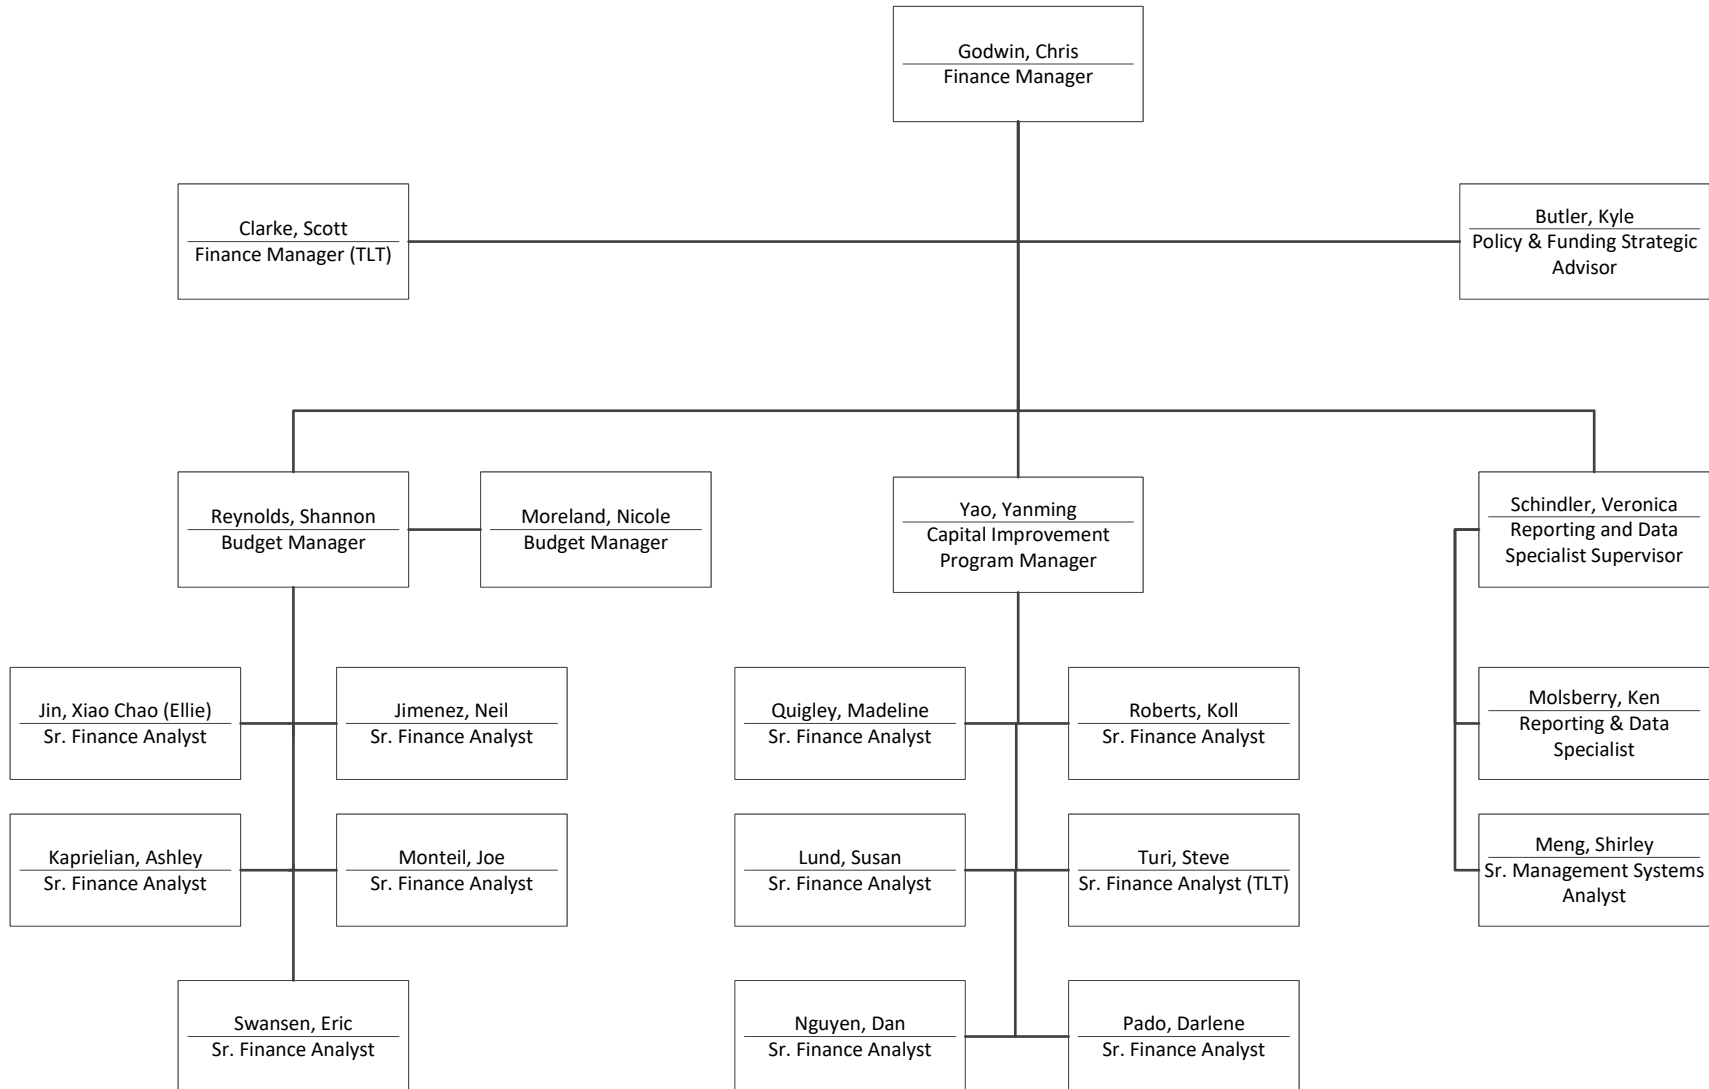 Godwin, Chris
Finance Manager
Clarke, Scott
Finance Manager (TLT)
Butler, Kyle
Policy & Funding Strategic
Advisor
Reynolds, Shannon
Budget Manager
Moreland, Nicole
Budget Manager
Yao, Yanming
Capital Improvement
Program Manager
Schindler, Veronica
Reporting and Data
Specialist Supervisor
Jin, Xiao Chao (Ellie)
Sr. Finance Analyst
Jimenez, Neil
Sr. Finance Analyst
Quigley, Madeline
Sr. Finance Analyst
Roberts, Koll
Sr. Finance Analyst
Molsberry, Ken
Reporting & Data
Specialist
Kaprielian, Ashley
Sr. Finance Analyst
Monteil, Joe
Sr. Finance Analyst
Lund, Susan
Sr. Finance Analyst
Turi, Steve
Sr. Finance Analyst (TLT)
Meng, Shirley
Sr. Management Systems
Analyst
Swansen, Eric
Sr. Finance Analyst
Nguyen, Dan
Sr. Finance Analyst
Pado, Darlene
Sr. Finance Analyst